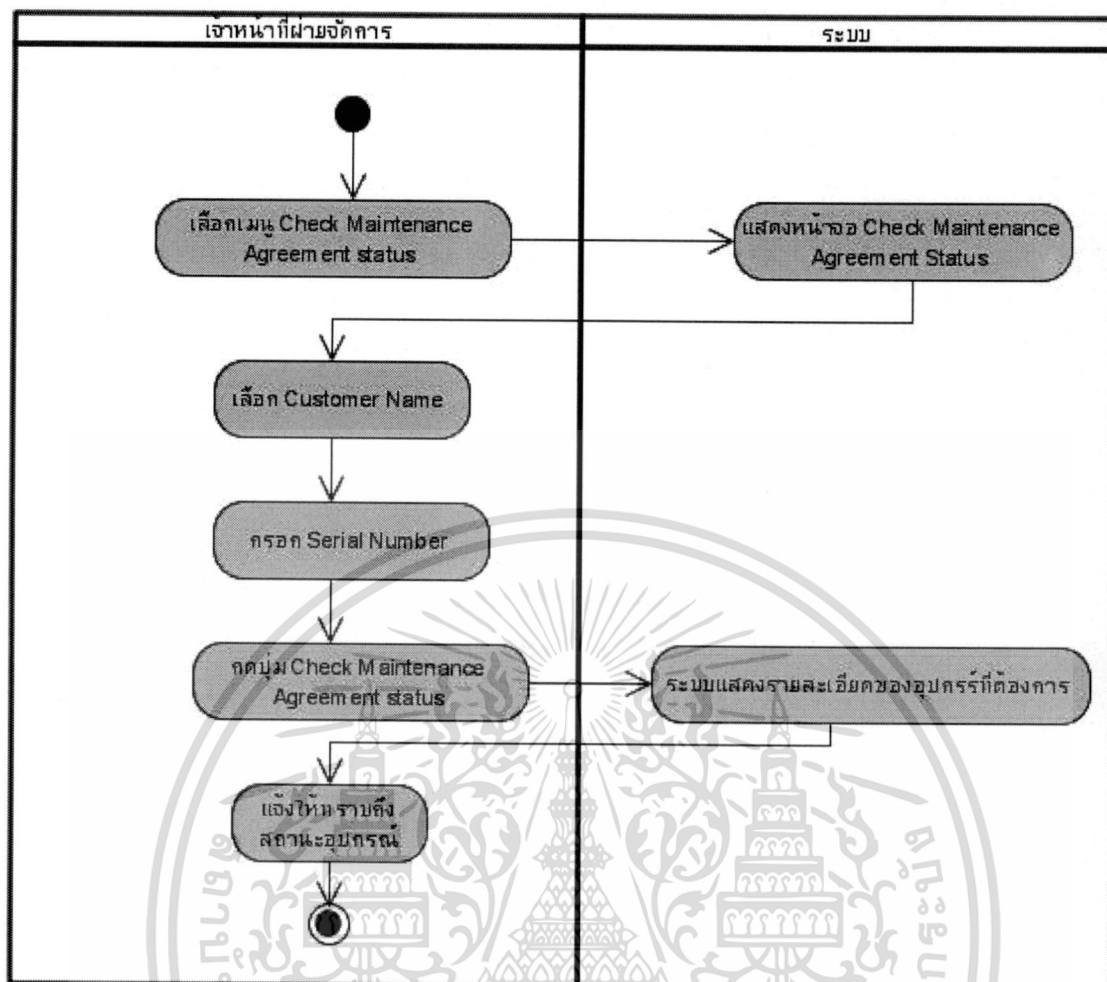 เจ้าหน้าที่ฝ่ายจัดการ
ระบบ
เลือกเมนู Check Maintenance
Agreement status
แสดงหน้าจอ Check Maintenance
Agreement Status
เลือก Customer Name
กรอก Serial Number
กดปุ่ม Check Maintenance
Agreement status
ระบบแสดงรายละเอียดของอุปกรร์ที่ต้องการ
แจ้งให้ทราบถึง
สถานะอุปกรณ์